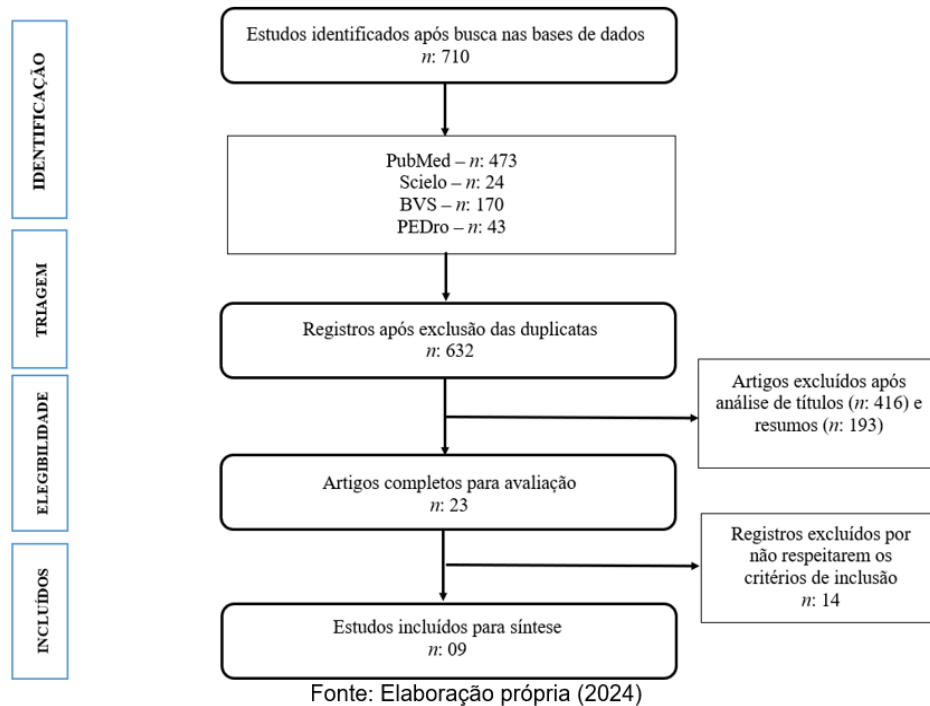 IDENTIFICAÇÃO
Estudos identificados após busca nas bases de dados
n: 710
PubMed – n: 473
Scielo – n: 24
BVS – n: 170
PEDro – n: 43
TRIAGEM
Registros após exclusão das duplicatas
n: 632
Artigos excluídos após
análise de títulos (n: 416) e
resumos (n: 193)
ELEGIBILIDADE
Artigos completos para avaliação
n: 23
Registros excluídos por
não respeitarem os
critérios de inclusão
n: 14
INCLUÍDOS
Estudos incluídos para síntese
n: 09
Fonte: Elaboração própria (2024)